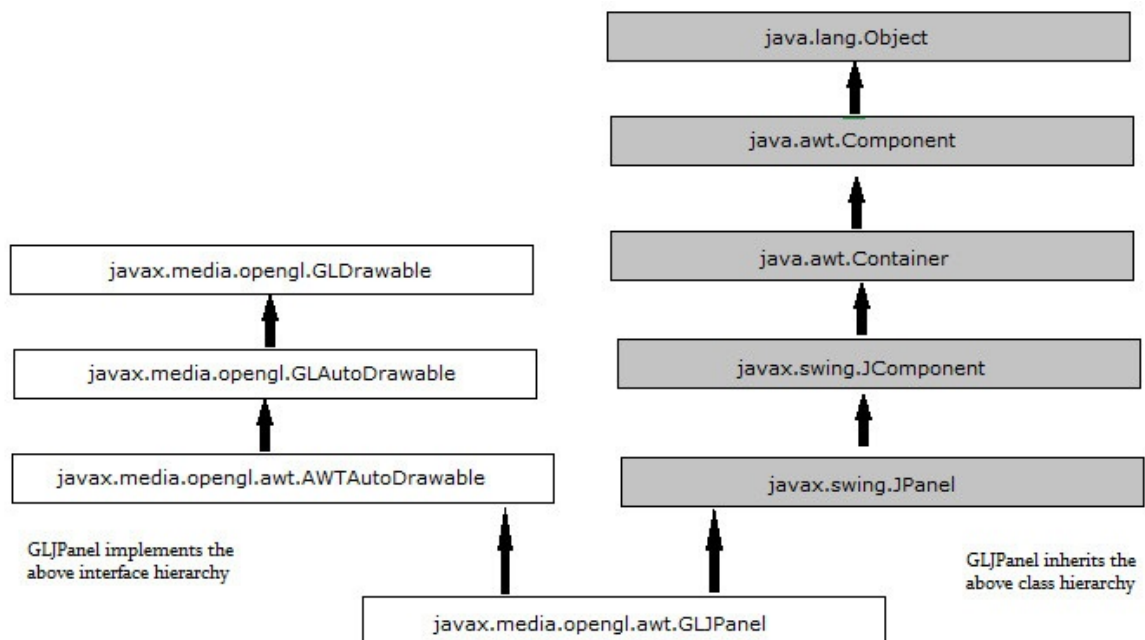 java.lang.Object
java.awt.Component
java.awt.Container
javax.media.opengl.GLDrawable
javax.media.opengl.GLAutoDrawable
javax.swing.JComponent
javax.media.opengl.awt.AWTAutoDrawable
javax.swing.JPanel
GLJPanel implements the
above interface hierarchy
GLJPanel inherits the
above class hierarchy
javax.media.opengl.awt.GLJPanel